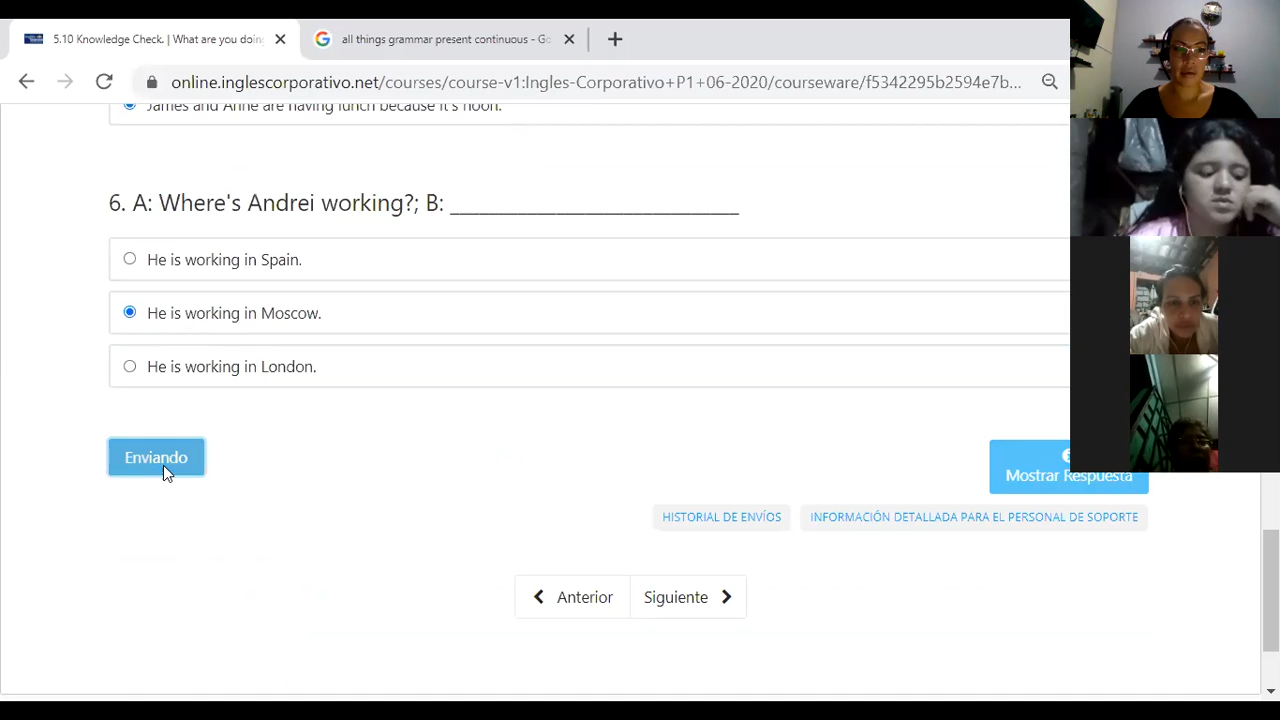 5.10 Knowledge Check. | What are you doin
all things grammar present continuous - Go
online.inglescorporativo.net/courses/course-v1:Ingles-Corporativo+P1+06-2020/courseware/f5342295b2594e7b...
James and Anne are having lunch because it's noon.
6. A: Where's Andrei working?; B: ____________________________
He is working in Spain.
He is working in Moscow.
He is working in London.
Enviando
Mostrar Respuesta
HISTORIAL DE ENVÍOS
INFORMACIÓN DETALLADA PARA EL PERSONAL DE SOPORTE
Anterior
Siguiente